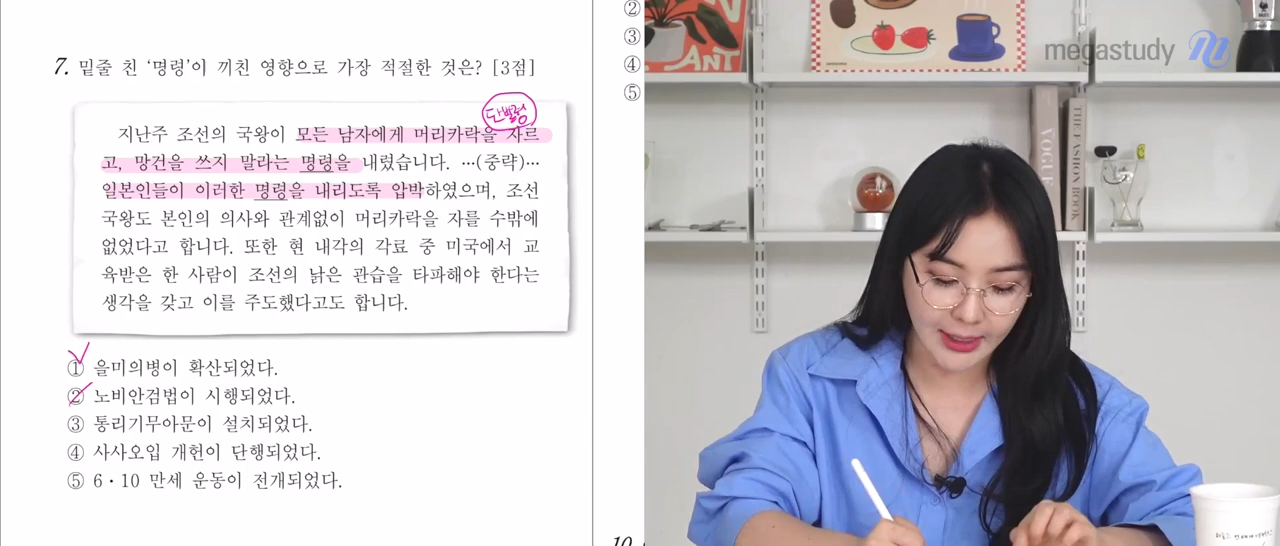 7. 밑줄 친 ‘명령’이 끼친 영향으로 가장 적절한 것은? [3점]
단발령
지난주 조선의 국왕이 모든 남자에게 머리카락을 자르
고, 망건을 쓰지 말라는 명령을 내렸습니다. …(중략)…
일본인들이 이러한 명령을 내리도록 압박하였으며, 조선
국왕도 본인의 의사와 관계없이 머리카락을 자를 수밖에
없었다고 합니다. 또한 현 내각의 각료 중 미국에서 교
육받은 한 사람이 조선의 낡은 관습을 타파해야 한다는
생각을 갖고 이를 주도했다고도 합니다.
① 을미의병이 확산되었다.
② 노비안검법이 시행되었다.
③ 통리기무아문이 설치되었다.
④ 사사오입 개헌이 단행되었다.
⑤ 6·10 만세 운동이 전개되었다.
②
③
④
⑤
10.
megastudy
ANT
VOGUE
THE FASHION BOOK